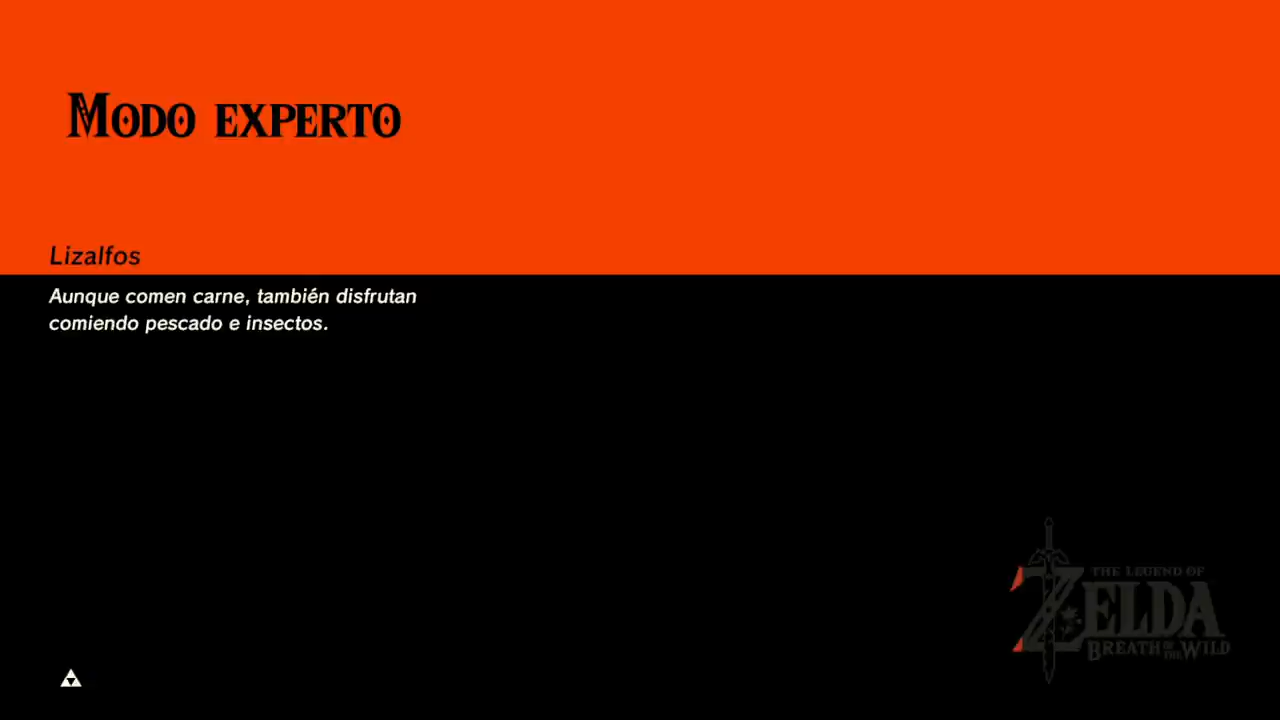 Modo experto
Lizalfos
Aunque comen carne, también disfrutan
comiendo pescado e insectos.
THE LEGEND OF
ZELDA
BREATH OF THE WILD